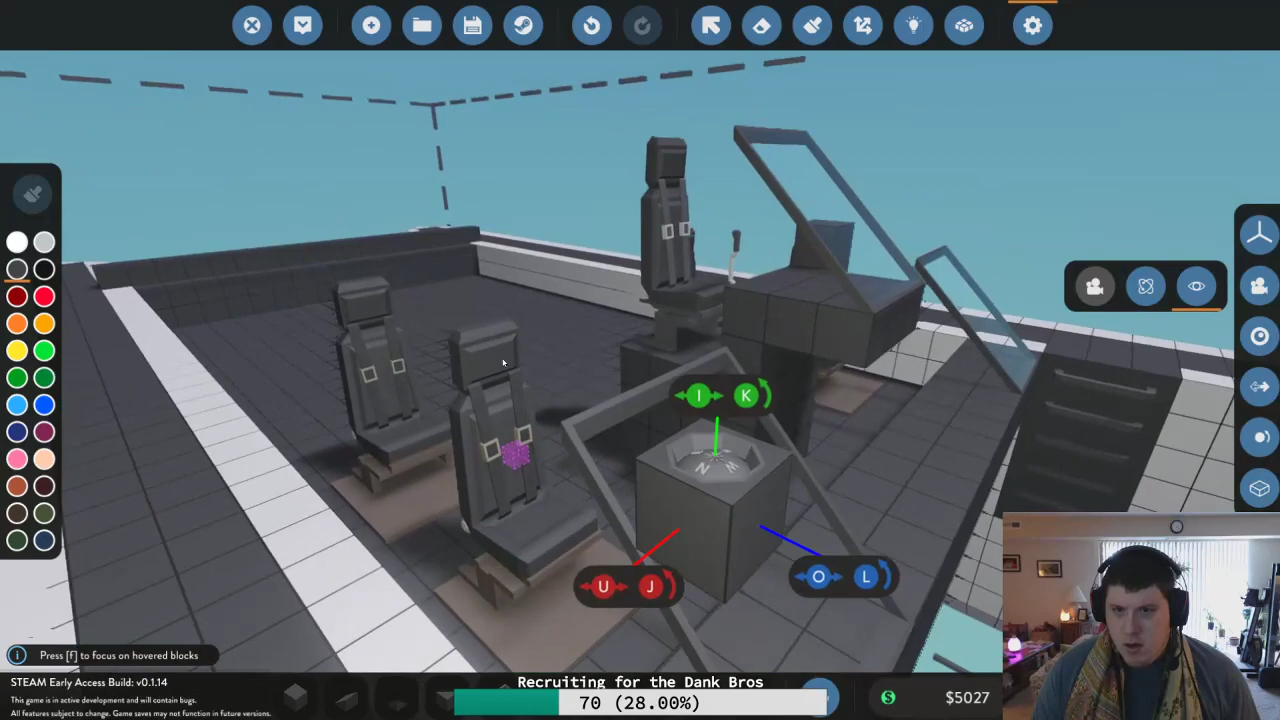 I K
N
U J
O L
Press [f] to focus on hovered blocks
STEAM Early Access Build: v0.1.14
This game is in active development and will contain bugs.
All features subject to change. Game saves may not function in future versions.
Recruiting for the Dank Bros
70 (28.00%)
$ $5027